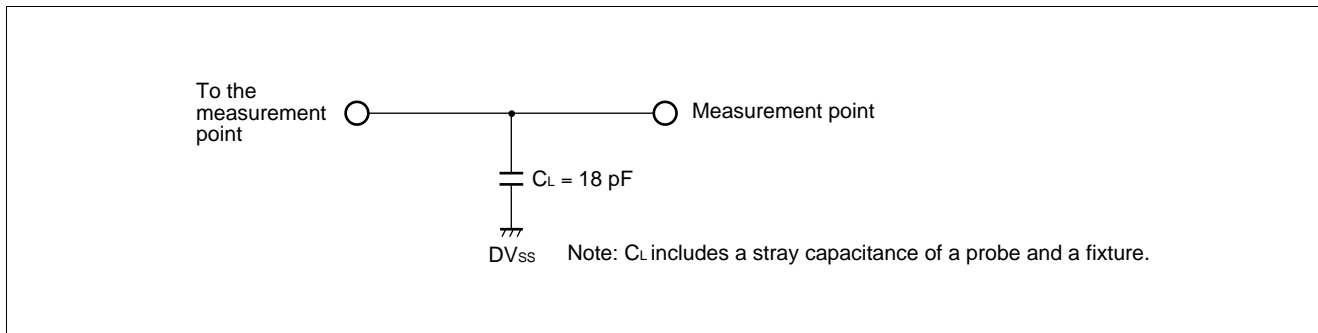 To the
measurement
point
Measurement point
CL = 18 pF
DVss
Note: CL includes a stray capacitance of a probe and a fixture.